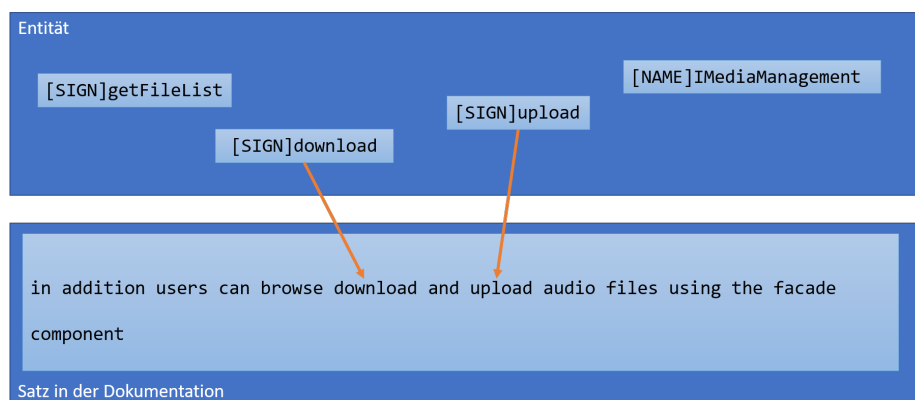 Entität
[NAME]IMediaManagement
[SIGN]getFileList
[SIGN]upload
[SIGN]download
in addition users can browse download and upload audio files using the facade
component
Satz in der Dokumentation